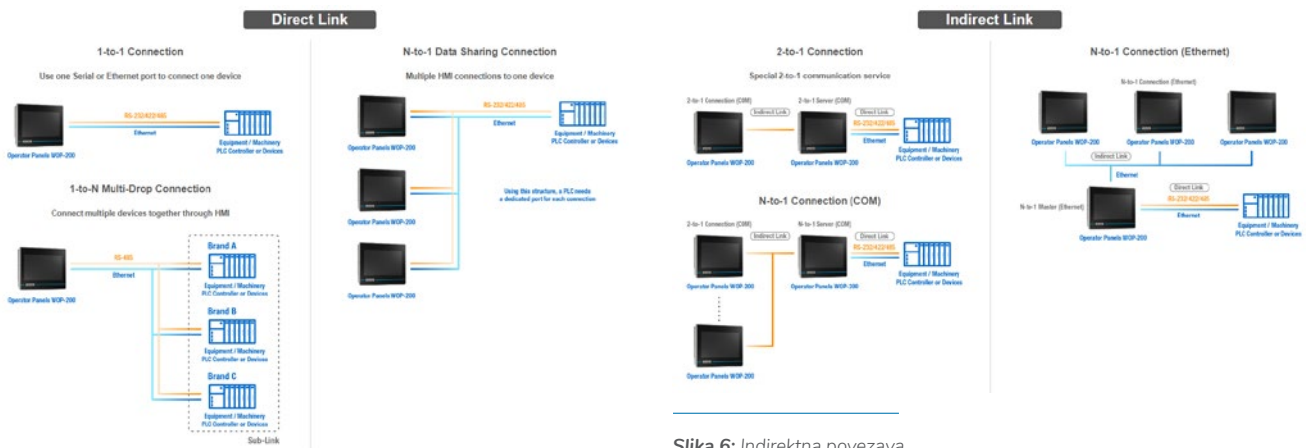 Direct Link
1-to-1 Connection
Use one Serial or Ethernet port to connect one device
RS-232/422/485
Ethernet
Operator Panels WOP-200
Equipment / Machinery
PLC Controller or Devices
1-to-N Multi-Drop Connection
Connect multiple devices together through HMI
RS-485
Ethernet
Operator Panels WOP-200
Brand A
Equipment / Machinery
PLC Controller or Devices
Brand B
Equipment / Machinery
PLC Controller or Devices
Brand C
Equipment / Machinery
PLC Controller or Devices
Sub-Link
N-to-1 Data Sharing Connection
Multiple HMI connections to one device
RS-232/422/485
Ethernet
Operator Panels WOP-200
Equipment / Machinery
PLC Controller or Devices
Operator Panels WOP-200
Using this structure, a PLC needs
a dedicated port for each connection
Operator Panels WOP-200
Indirect Link
2-to-1 Connection
Special 2-to-1 communication service
2-to-1 Connection (COM)
2-to-1 Server (COM)
Indirect Link
Direct Link
RS-232/422/485
Ethernet
Operator Panels WOP-200
Operator Panels WOP-200
Equipment / Machinery
PLC Controller or Devices
N-to-1 Connection (COM)
2-to-1 Connection (COM)
N-to-1 Server (COM)
Indirect Link
Direct Link
RS-232/422/485
Ethernet
Operator Panels WOP-200
Operator Panels WOP-200
Equipment / Machinery
PLC Controller or Devices
Operator Panels WOP-200
N-to-1 Connection (Ethernet)
N-to-1 Connection (Ethernet)
Operator Panels WOP-200
Operator Panels WOP-200
Operator Panels WOP-200
Indirect Link
Ethernet
N-to-1 Master (Ethernet)
Direct Link
RS-232/422/485
Ethernet
Operator Panels WOP-200
Equipment / Machinery
PLC Controller or Devices
Slika 6: Indirektna povezava